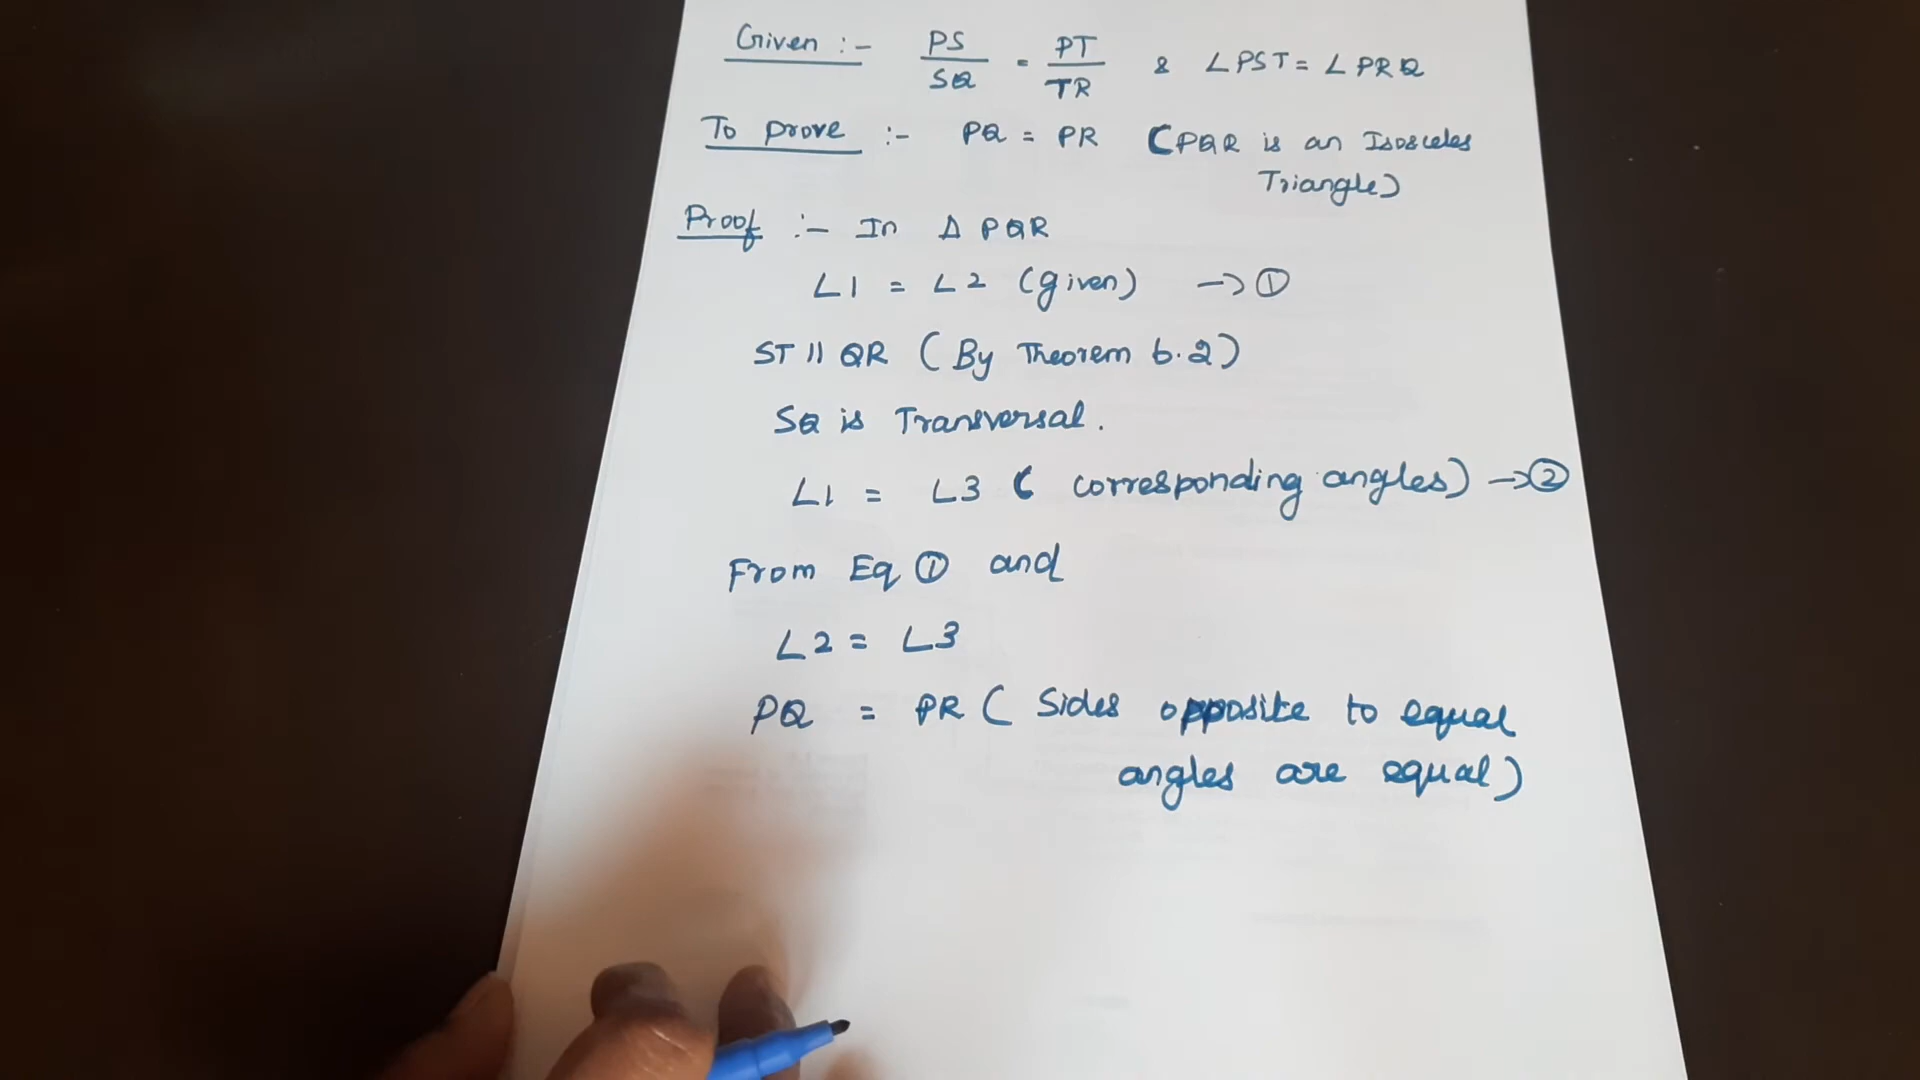 Given :- PS/SQ = PT/TR & ∠PST = ∠PRQ
To prove :- PQ = PR (PQR is an Isosceles
Triangle)
Proof :- In Δ PQR
∠1 = ∠2 (given) → ①
ST || QR (By Theorem 6.2)
SQ is Transversal.
∠1 = ∠3 (corresponding angles) → ②
From Eq ① and
∠2 = ∠3
PQ = PR (Sides opposite to equal
angles are equal)